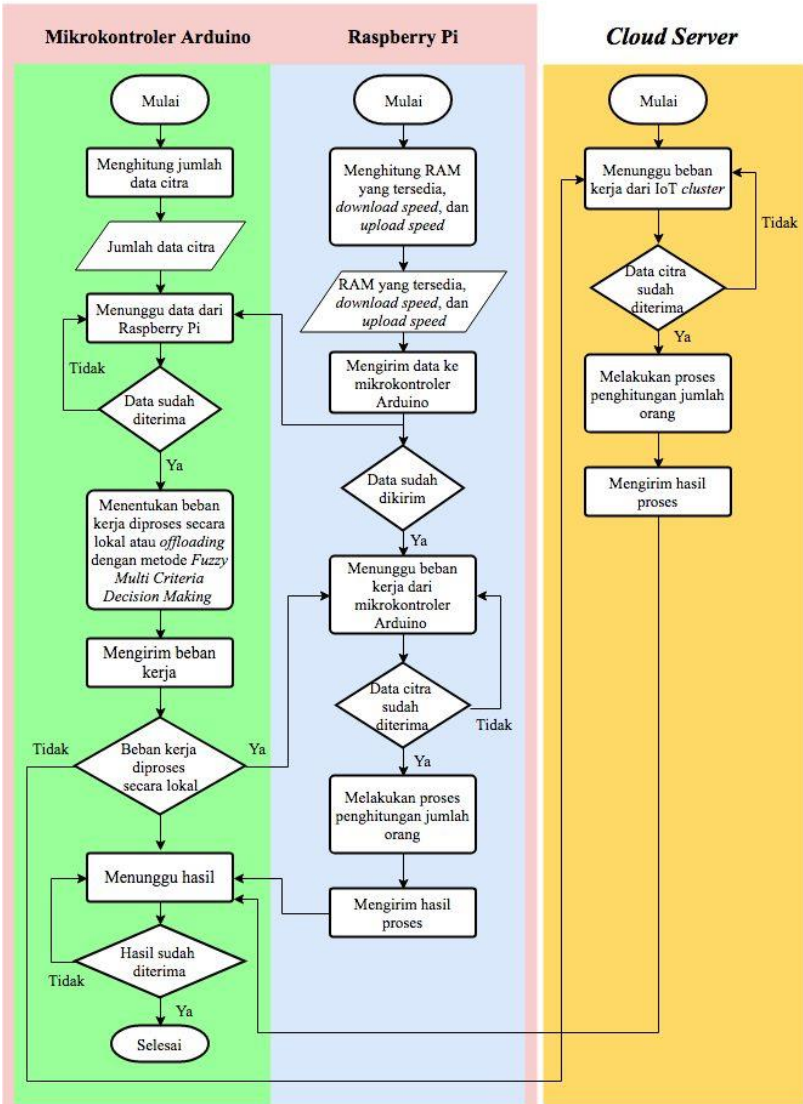 Mikrokontroler Arduino
Raspberry Pi
Cloud Server
Mulai
Menghitung jumlah
data citra
Jumlah data citra
Menunggu data dari
Raspberry Pi
Tidak
Data sudah
diterima
Ya
Menentukan beban
kerja diproses secara
lokal atau offloading
dengan metode Fuzzy
Multi Criteria
Decision Making
Mengirim beban
kerja
Tidak
Beban kerja
diproses
secara lokal
Ya
Menunggu hasil
Hasil sudah
diterima
Tidak
Ya
Selesai
Mulai
Menghitung RAM
yang tersedia,
download speed, dan
upload speed
RAM yang tersedia,
download speed, dan
upload speed
Mengirim data ke
mikrokontroler
Arduino
Data sudah
dikirim
Ya
Menunggu beban
kerja dari
mikrokontroler
Arduino
Data citra
sudah
diterima
Tidak
Ya
Melakukan proses
penghitungan jumlah
orang
Mengirim hasil
proses
Mulai
Menunggu beban
kerja dari IoT cluster
Tidak
Data citra
sudah
diterima
Ya
Melakukan proses
penghitungan jumlah
orang
Mengirim hasil
proses